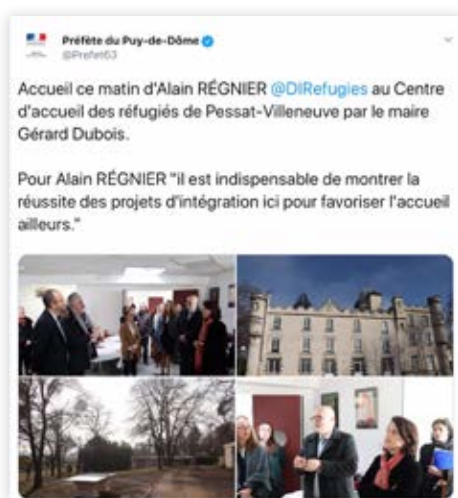 Préfète du Puy-de-Dôme
@Prefet63
Accueil ce matin d'Alain RÉGNIER @DIRefugies au Centre
d'accueil des réfugiés de Pessat-Villeneuve par le maire
Gérard Dubois.
Pour Alain RÉGNIER "il est indispensable de montrer la
réussite des projets d'intégration ici pour favoriser l'accueil
ailleurs."